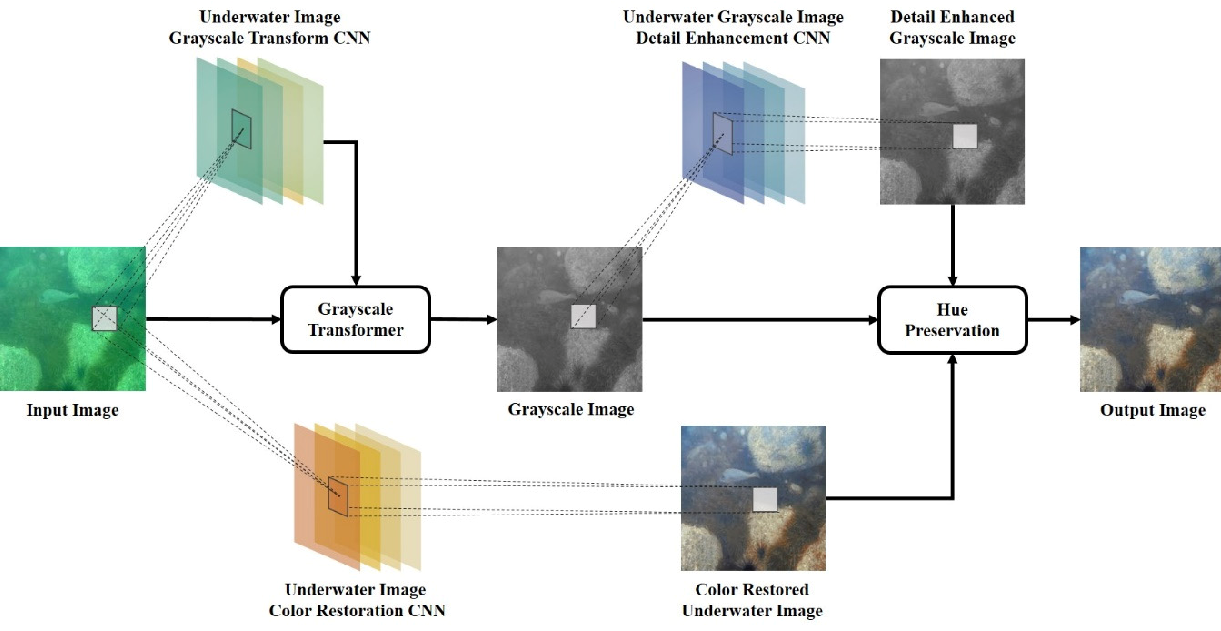 Underwater Image
Grayscale Transform CNN
Underwater Grayscale Image
Detail Enhancement CNN
Detail Enhanced
Grayscale Image
Grayscale
Transformer
Hue
Preservation
Input Image
Grayscale Image
Output Image
Underwater Image
Color Restoration CNN
Color Restored
Underwater Image